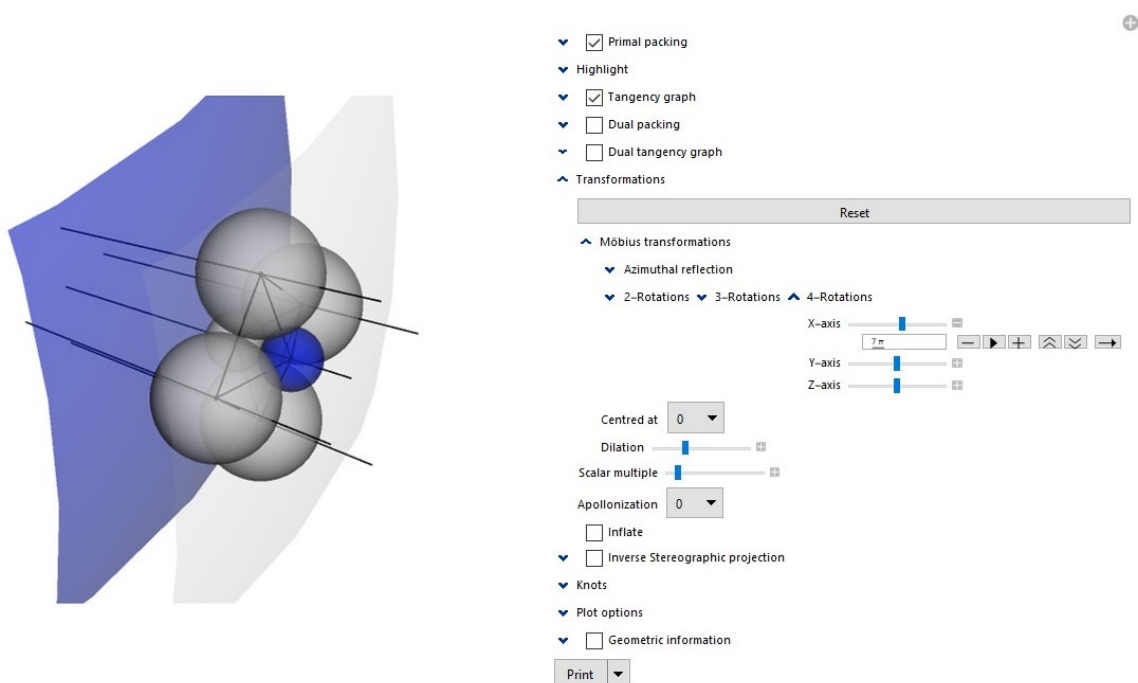 Primal packing
Highlight
Tangency graph
Dual packing
Dual tangency graph
Transformations
Reset
Möbius transformations
Azimuthal reflection
2–Rotations 3–Rotations 4–Rotations
X–axis
7 π
Y–axis
Z–axis
Centred at 0
Dilation
Scalar multiple
Apollonization 0
Inflate
Inverse Stereographic projection
Knots
Plot options
Geometric information
Print